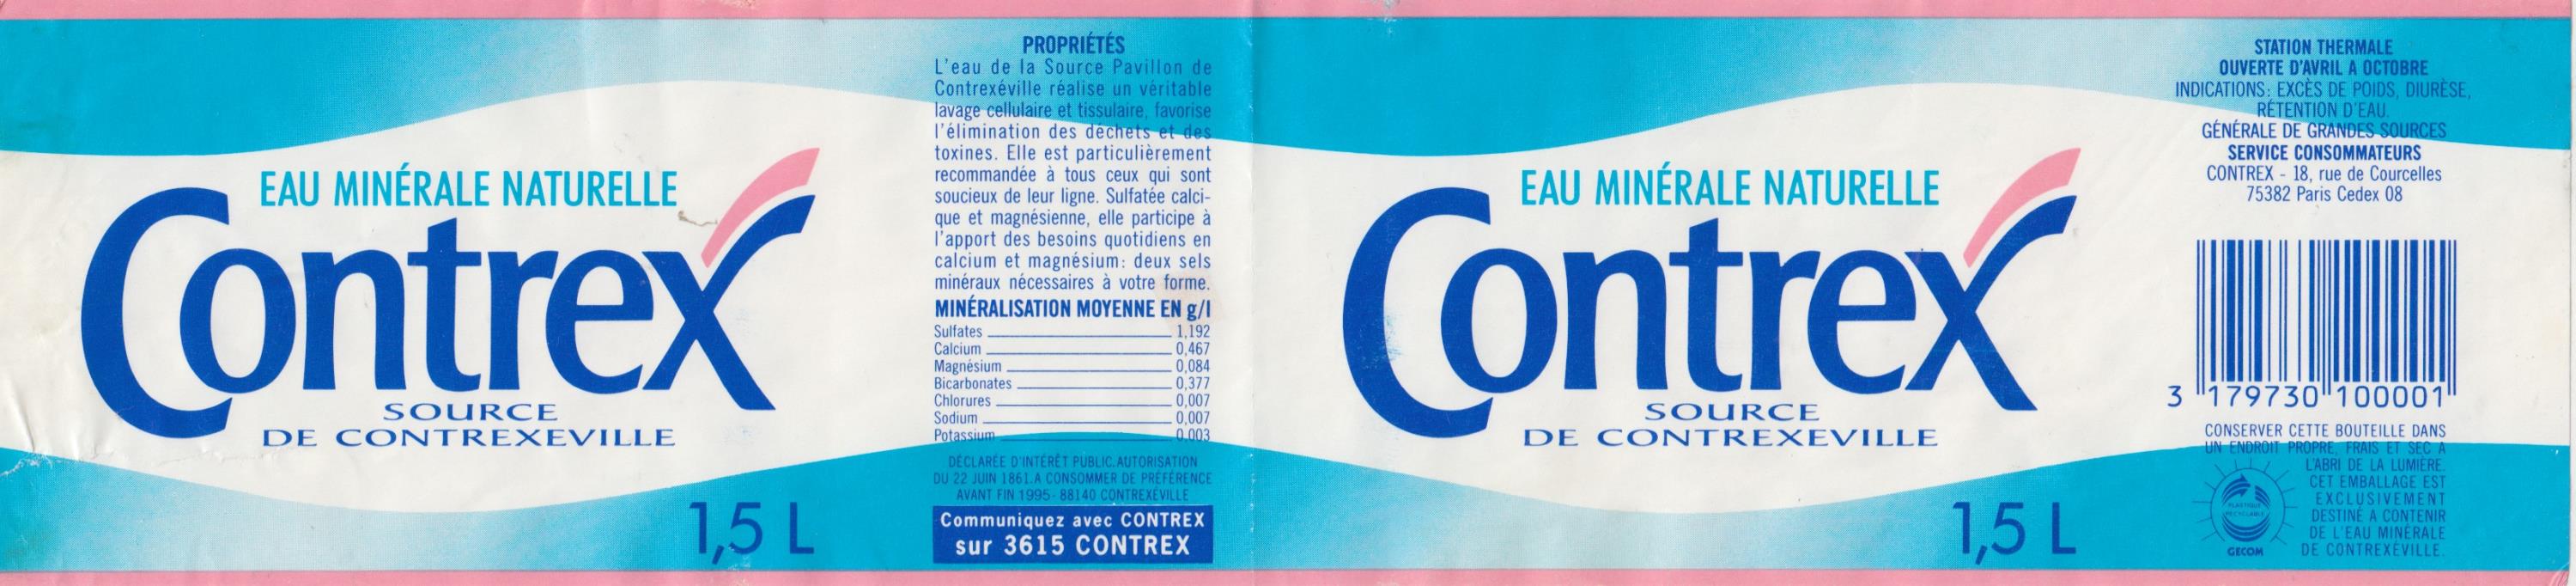 EAU MINÉRALE NATURELLE
Contrex
SOURCE
DE CONTREXEVILLE
1,5 L
PROPRIÉTÉS
L'eau de la Source Pavillon de
Contrexéville réalise un véritable
lavage cellulaire et tissulaire, favorise
l'élimination des déchets et des
toxines. Elle est particulièrement
recommandée à tous ceux qui sont
soucieux de leur ligne. Sulfatée calci-
que et magnésienne, elle participe à
l'apport des besoins quotidiens en
calcium et magnésium: deux sels
minéraux nécessaires à votre forme.
MINÉRALISATION MOYENNE EN g/l
Sulfates 1,192
Calcium 0,467
Magnésium 0,084
Bicarbonates 0,377
Chlorures 0,007
Sodium 0,007
Potassium 0,003
DÉCLARÉE D'INTÉRÊT PUBLIC.AUTORISATION
DU 22 JUIN 1861.A CONSOMMER DE PRÉFÉRENCE
AVANT FIN 1995-88140 CONTREXÉVILLE
Communiquez avec CONTREX
sur 3615 CONTREX
EAU MINÉRALE NATURELLE
Contrex
SOURCE
DE CONTREXEVILLE
1,5 L
STATION THERMALE
OUVERTE D'AVRIL A OCTOBRE
INDICATIONS: EXCÈS DE POIDS, DIURÈSE,
RÉTENTION D'EAU.
GÉNÉRALE DE GRANDES SOURCES
SERVICE CONSOMMATEURS
CONTREX - 18, rue de Courcelles
75382 Paris Cedex 08
3 179730 100001
CONSERVER CETTE BOUTEILLE DANS
UN ENDROIT PROPRE, FRAIS ET SEC A
L'ABRI DE LA LUMIÈRE.
CET EMBALLAGE EST
EXCLUSIVEMENT
DESTINÉ A CONTENIR
DE L'EAU MINÉRALE
DE CONTREXÉVILLE.
PLASTIQUE
RECYCLABLE
GECOM